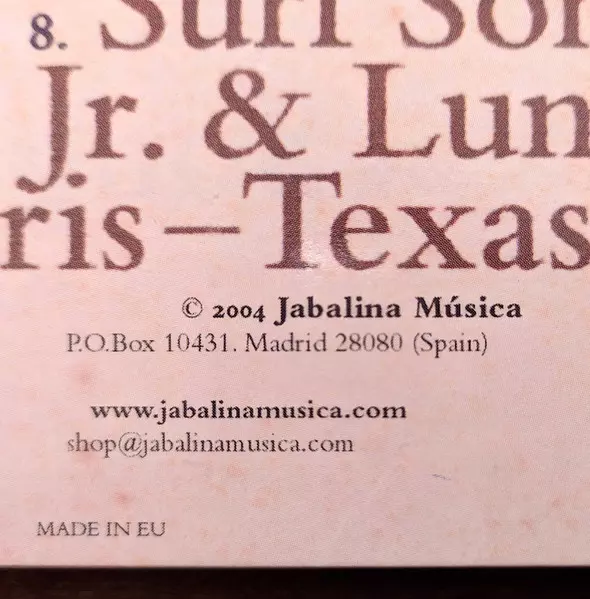 8. Surf Son
Jr. & Lun
ris–Texas
© 2004 Jabalina Música
P.O.Box 10431. Madrid 28080 (Spain)
www.jabalinamusica.com
shop@jabalinamusica.com
MADE IN EU